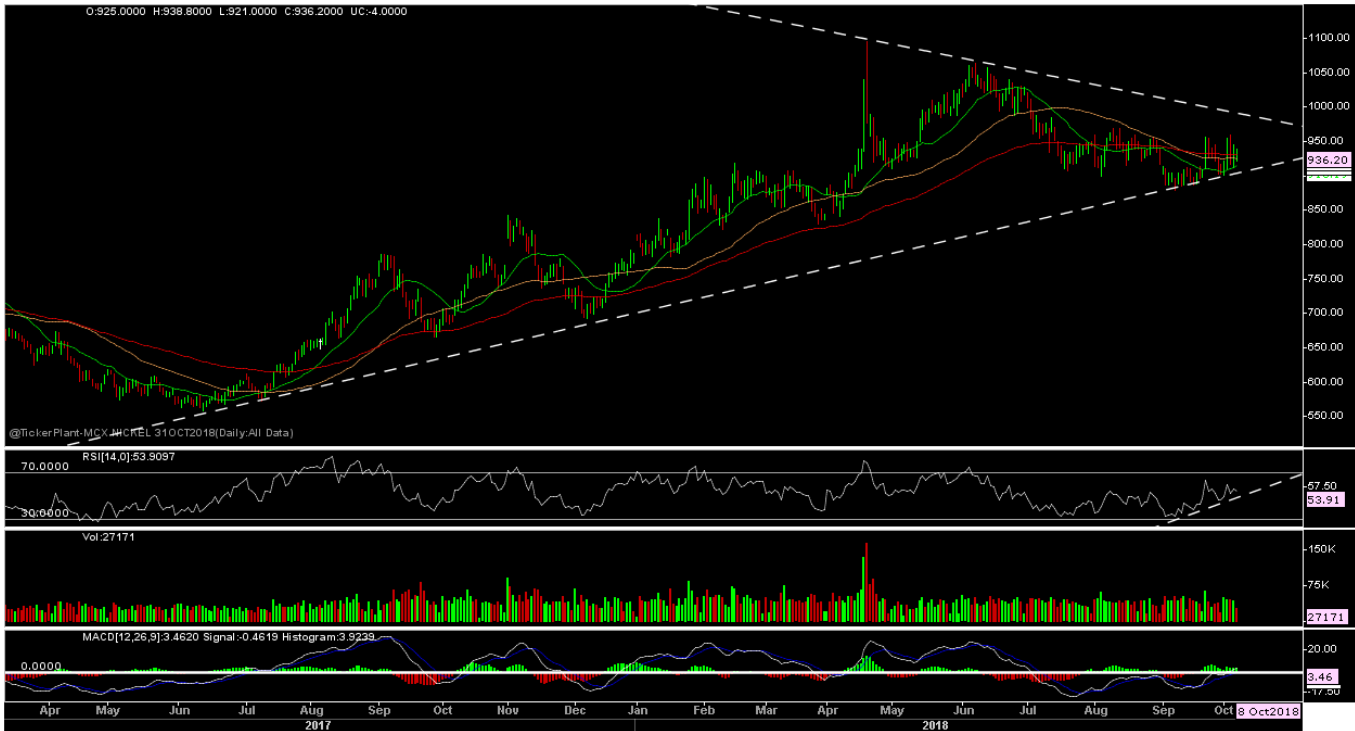 O:925.0000 H:938.8000 L:921.0000 C:936.2000 UC:-4.0000
1100.00
1050.00
1000.00
950.00
936.20
850.00
800.00
750.00
700.00
650.00
600.00
550.00
@TickerPlant-MCX,NICKEL 31OCT2018(Daily:All Data)
RSI[14,0]:53.9097
70.0000
57.50
53.91
30.0000
Vol:27171
150K
75K
27171
MACD[12,26,9]:3.4620 Signal:-0.4619 Histogram:3.9239
20.00
0.0000
3.46
-17.50
Apr May Jun Jul Aug Sep Oct Nov Dec Jan Feb Mar Apr May Jun Jul Aug Sep Oct 8 Oct2018
2017 2018